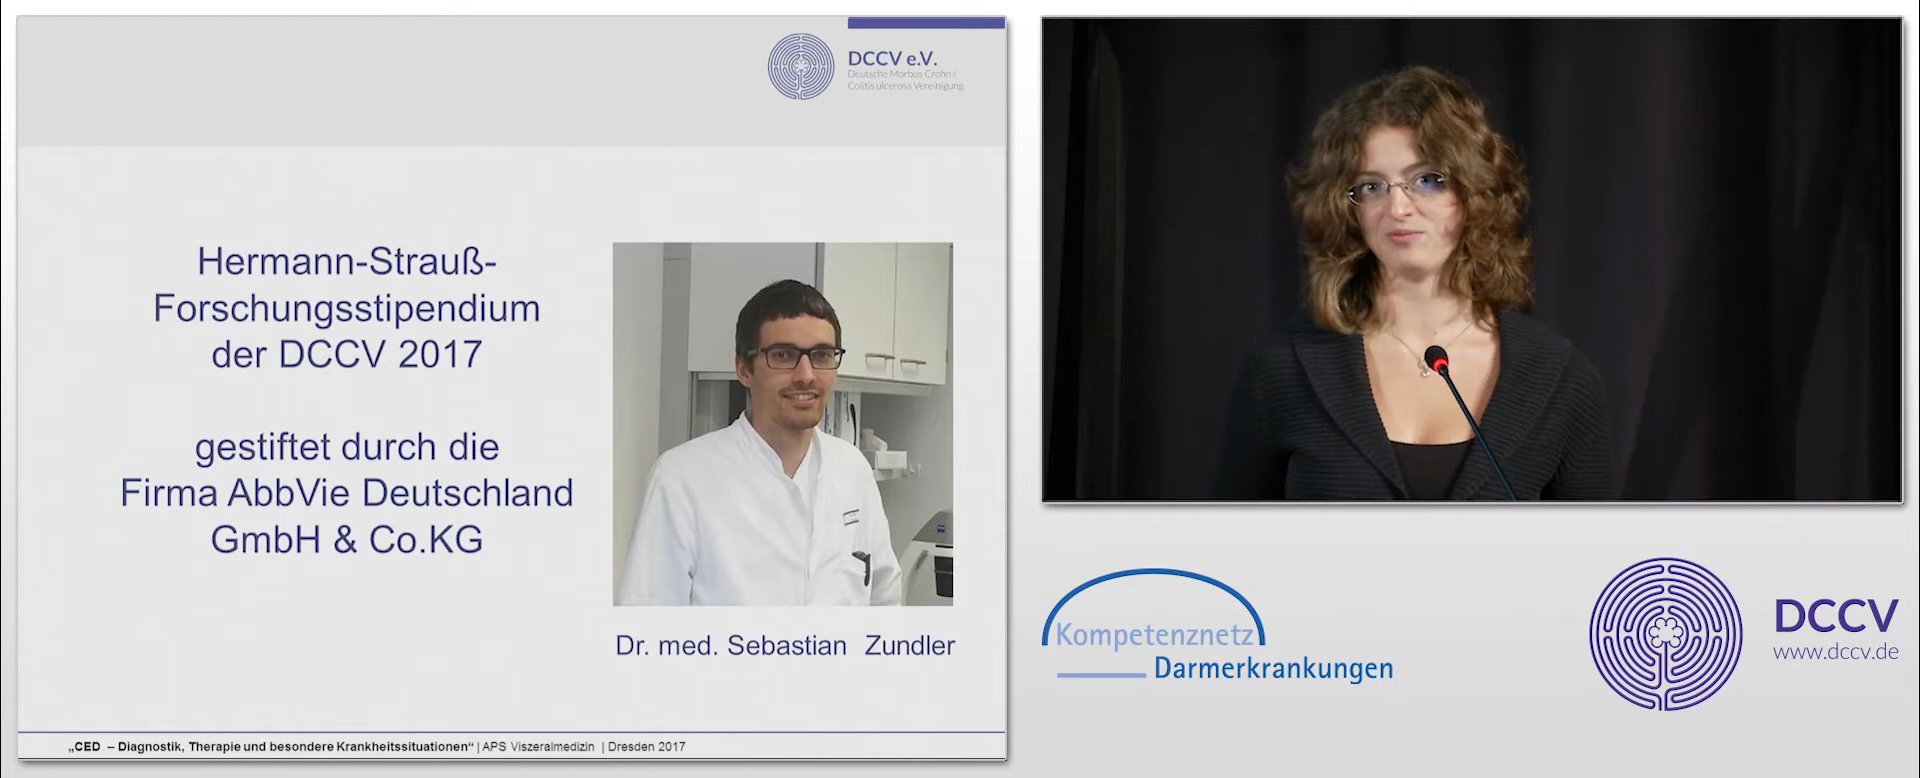 DCCV e.V.
Deutsche Morbus Crohn /
Colitis ulcerosa Vereinigung
Hermann-Strauß-
Forschungsstipendium
der DCCV 2017
gestiftet durch die
Firma AbbVie Deutschland
GmbH & Co.KG
Dr. med. Sebastian Zundler
„CED – Diagnostik, Therapie und besondere Krankheitssituationen“ | APS Viszeralmedizin | Dresden 2017
Kompetenznetz
Darmerkrankungen
DCCV
www.dccv.de